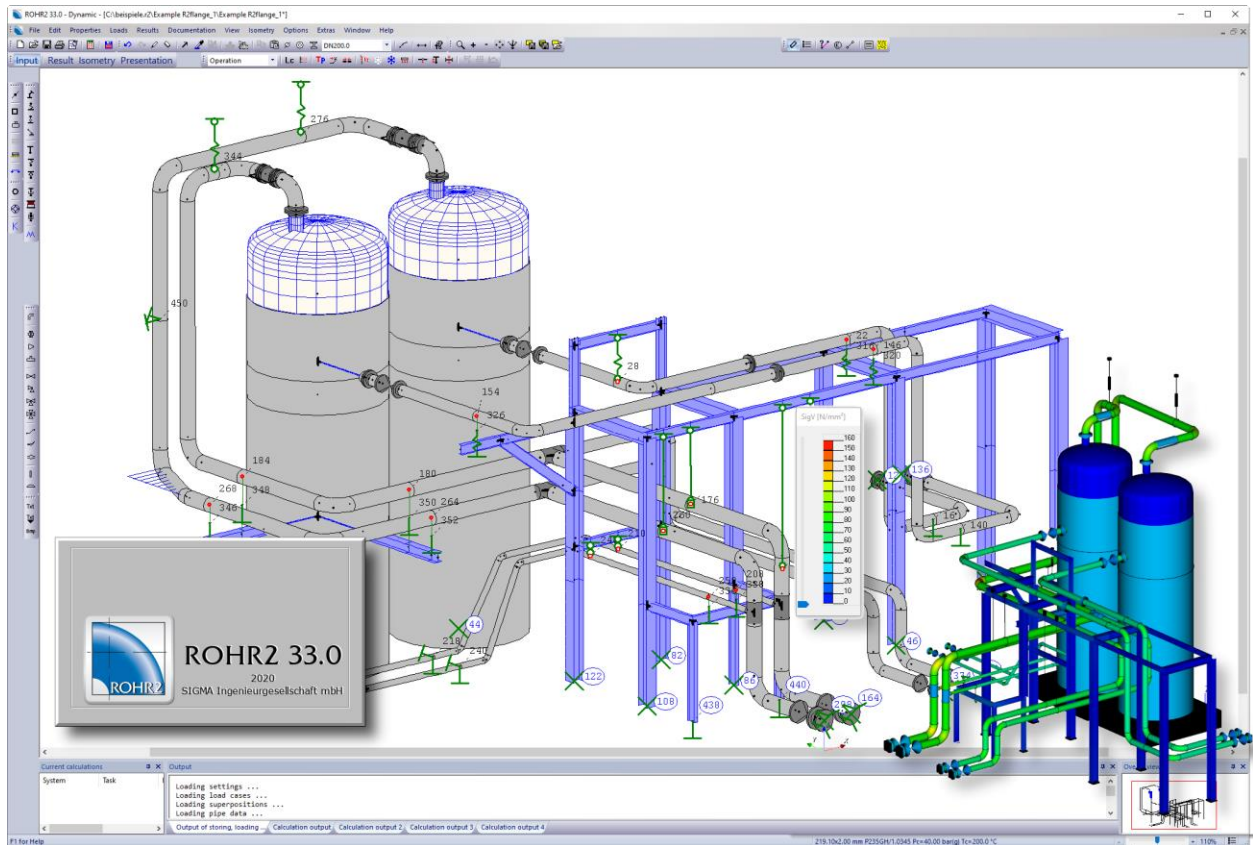 ROHR2 33.0 - Dynamic - [C:\beispiele.r2\Example R2flange_1\Example R2flange_1*]
File Edit Properties Loads Results Documentation View Isometry Options Extras Window Help
DN200.0
Input Result Isometry Presentation Operation Lc TP
276
344
450
28
22
146
320
154
326
SigV [N/mm²]
160
150
140
130
120
110
100
90
80
70
60
50
40
30
20
10
0
184
348
268
346
180
350 264
352
176
136
16
140
44
218
240
122
108
82
86
438
440
164
46
ROHR2 33.0
2020
SIGMA Ingenieurgesellschaft mbH
ROHR2
Y X
Current calculations
System Task
Output
Loading settings ...
Loading load cases ...
Loading superpositions ...
Loading pipe data ...
Output of storing, loading ... Calculation output Calculation output 2 Calculation output 3 Calculation output 4
F1 for Help
219.10x2.00 mm P235GH/1.0345 Pc=40.00 bar(g) Tc=200.0 °C
110%